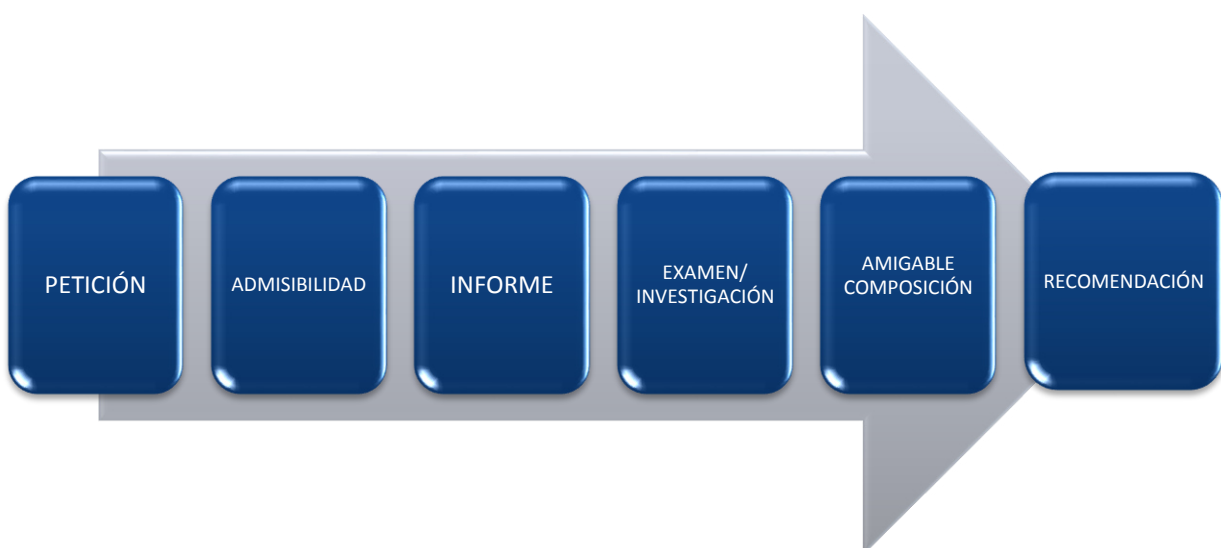 PETICIÓN
ADMISIBILIDAD
INFORME
EXAMEN/
INVESTIGACIÓN
AMIGABLE
COMPOSICIÓN
RECOMENDACIÓN